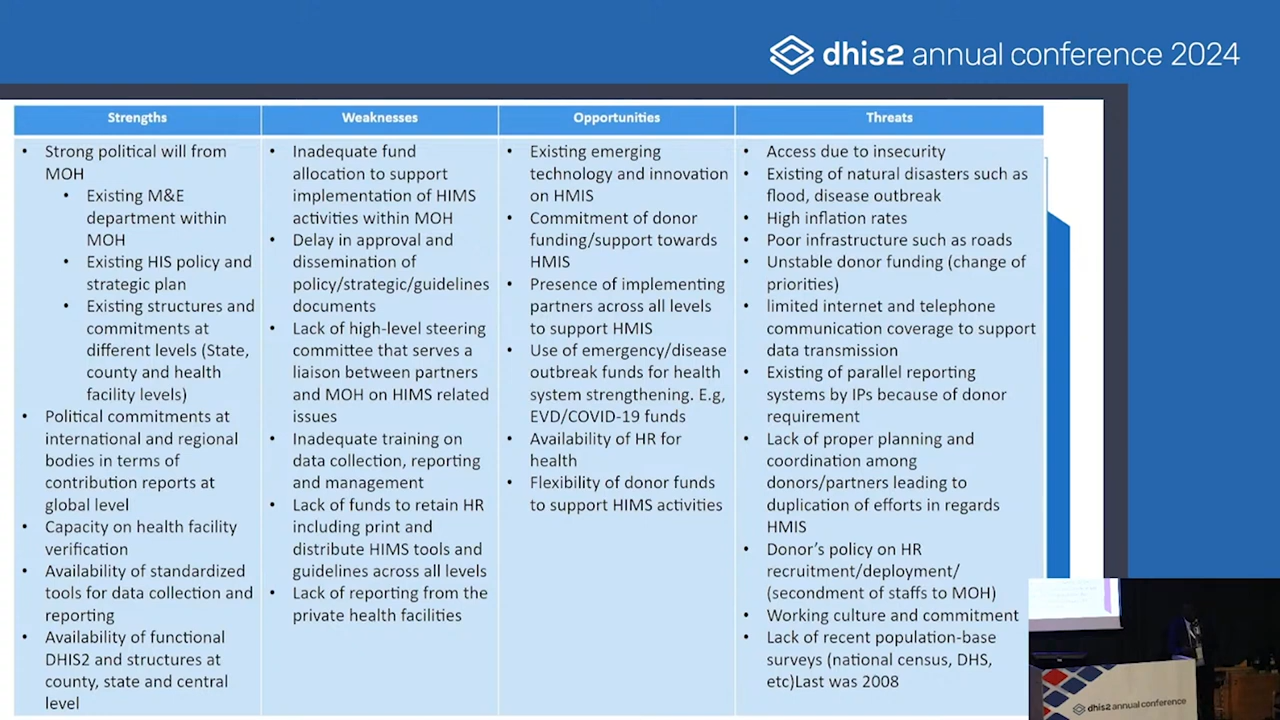 dhis2 annual conference 2024
Strengths
• Strong political will from
MOH
• Existing M&E
department within
MOH
• Existing HIS policy and
strategic plan
• Existing structures and
commitments at
different levels (State,
county and health
facility levels)
• Political commitments at
international and regional
bodies in terms of
contribution reports at
global level
• Capacity on health facility
verification
• Availability of standardized
tools for data collection and
reporting
• Availability of functional
DHIS2 and structures at
county, state and central
level
Weaknesses
• Inadequate fund
allocation to support
implementation of HIMS
activities within MOH
• Delay in approval and
dissemination of
policy/strategic/guidelines
documents
• Lack of high-level steering
committee that serves a
liaison between partners
and MOH on HIMS related
issues
• Inadequate training on
data collection, reporting
and management
• Lack of funds to retain HR
including print and
distribute HIMS tools and
guidelines across all levels
• Lack of reporting from the
private health facilities
Opportunities
• Existing emerging
technology and innovation
on HMIS
• Commitment of donor
funding/support towards
HMIS
• Presence of implementing
partners across all levels
to support HMIS
• Use of emergency/disease
outbreak funds for health
system strengthening. E.g,
EVD/COVID-19 funds
• Availability of HR for
health
• Flexibility of donor funds
to support HIMS activities
Threats
• Access due to insecurity
• Existing of natural disasters such as
flood, disease outbreak
• High inflation rates
• Poor infrastructure such as roads
• Unstable donor funding (change of
priorities)
• limited internet and telephone
communication coverage to support
data transmission
• Existing of parallel reporting
systems by IPs because of donor
requirement
• Lack of proper planning and
coordination among
donors/partners leading to
duplication of efforts in regards
HMIS
• Donor's policy on HR
recruitment/deployment/
(secondment of staffs to MOH)
• Working culture and commitment
• Lack of recent population-base
surveys (national census, DHS,
etc)Last was 2008
dhis2 annual conference